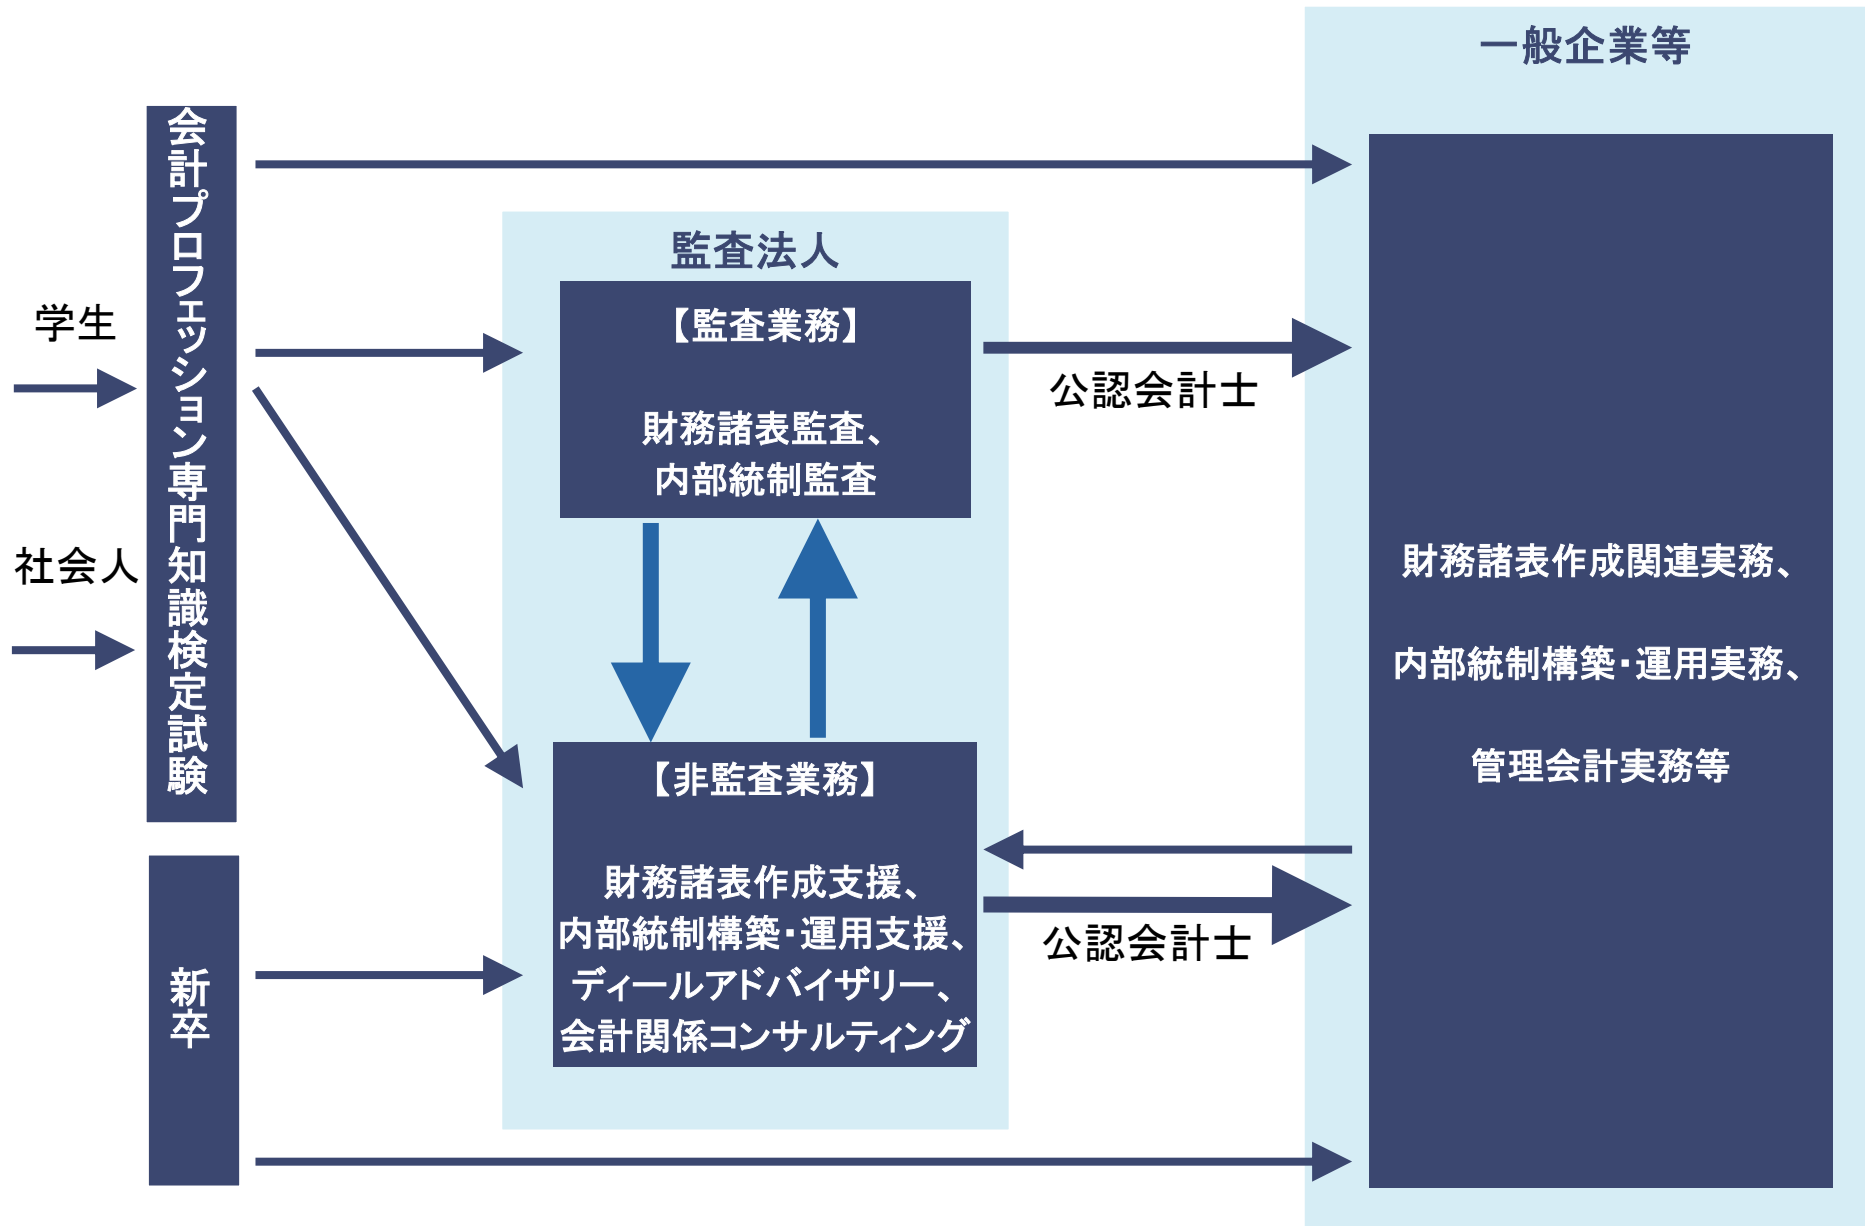 学生
社会人
会計プロフェッション専門知識検定試験
新卒
監査法人
【監査業務】
財務諸表監査、
内部統制監査
【非監査業務】
財務諸表作成支援、
内部統制構築・運用支援、
ディールアドバイザリー、
会計関係コンサルティング
公認会計士
公認会計士
一般企業等
財務諸表作成関連実務、
内部統制構築・運用実務、
管理会計実務等